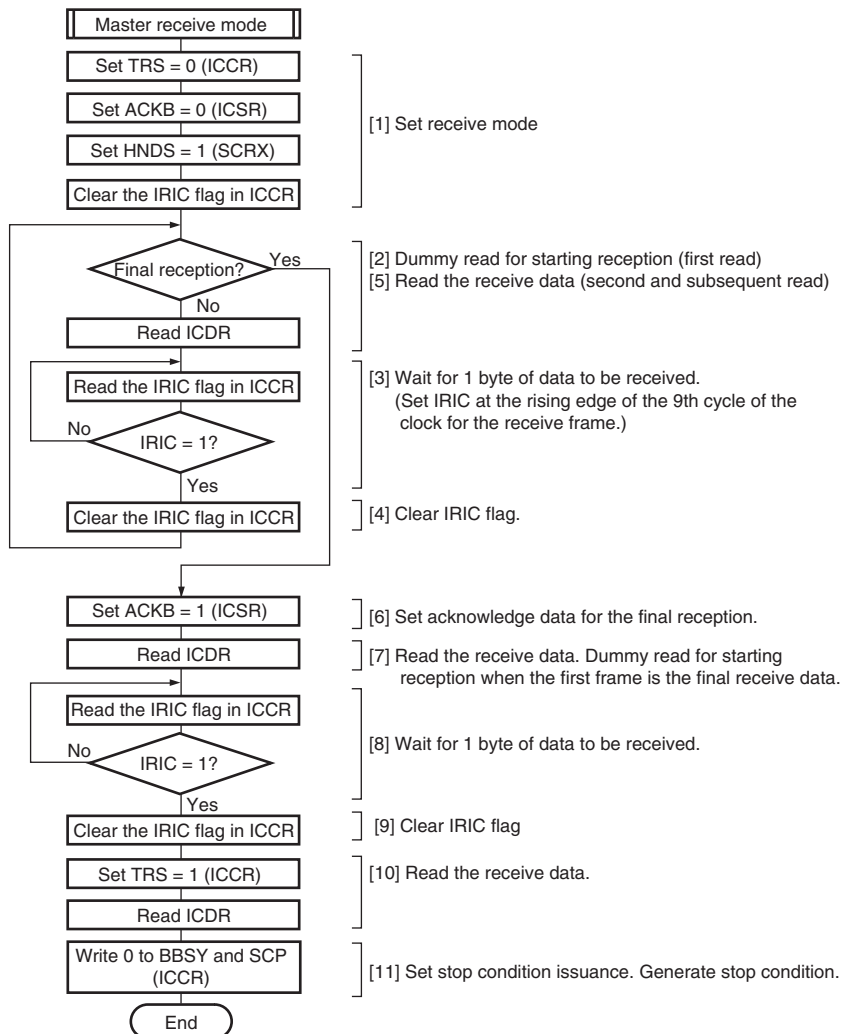 Master receive mode
Set TRS = 0 (ICCR)
Set ACKB = 0 (ICSR)
[1] Set receive mode
Set HNDS = 1 (SCRX)
Clear the IRIC flag in ICCR
Final reception?
Yes
[2] Dummy read for starting reception (first read)
[5] Read the receive data (second and subsequent read)
No
Read ICDR
Read the IRIC flag in ICCR
[3] Wait for 1 byte of data to be received.
(Set IRIC at the rising edge of the 9th cycle of the
clock for the receive frame.)
No
IRIC = 1?
Yes
Clear the IRIC flag in ICCR
[4] Clear IRIC flag.
Set ACKB = 1 (ICSR)
[6] Set acknowledge data for the final reception.
Read ICDR
[7] Read the receive data. Dummy read for starting
reception when the first frame is the final receive data.
Read the IRIC flag in ICCR
No
IRIC = 1?
[8] Wait for 1 byte of data to be received.
Yes
Clear the IRIC flag in ICCR
[9] Clear IRIC flag
Set TRS = 1 (ICCR)
[10] Read the receive data.
Read ICDR
Write 0 to BBSY and SCP
(ICCR)
[11] Set stop condition issuance. Generate stop condition.
End